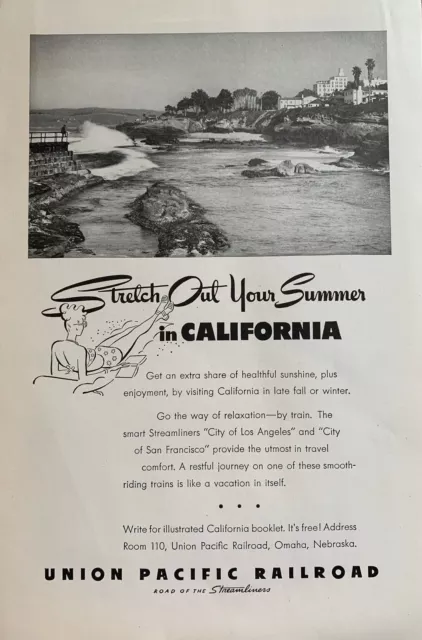 Stretch Out Your Summer
in CALIFORNIA
Get an extra share of healthful sunshine, plus
enjoyment, by visiting California in late fall or winter.
Go the way of relaxation—by train. The
smart Streamliners "City of Los Angeles" and "City
of San Francisco" provide the utmost in travel
comfort. A restful journey on one of these smooth-
riding trains is like a vacation in itself.
• • •
Write for illustrated California booklet. It's free! Address
Room 110, Union Pacific Railroad, Omaha, Nebraska.
UNION PACIFIC RAILROAD
ROAD OF THE Streamliners